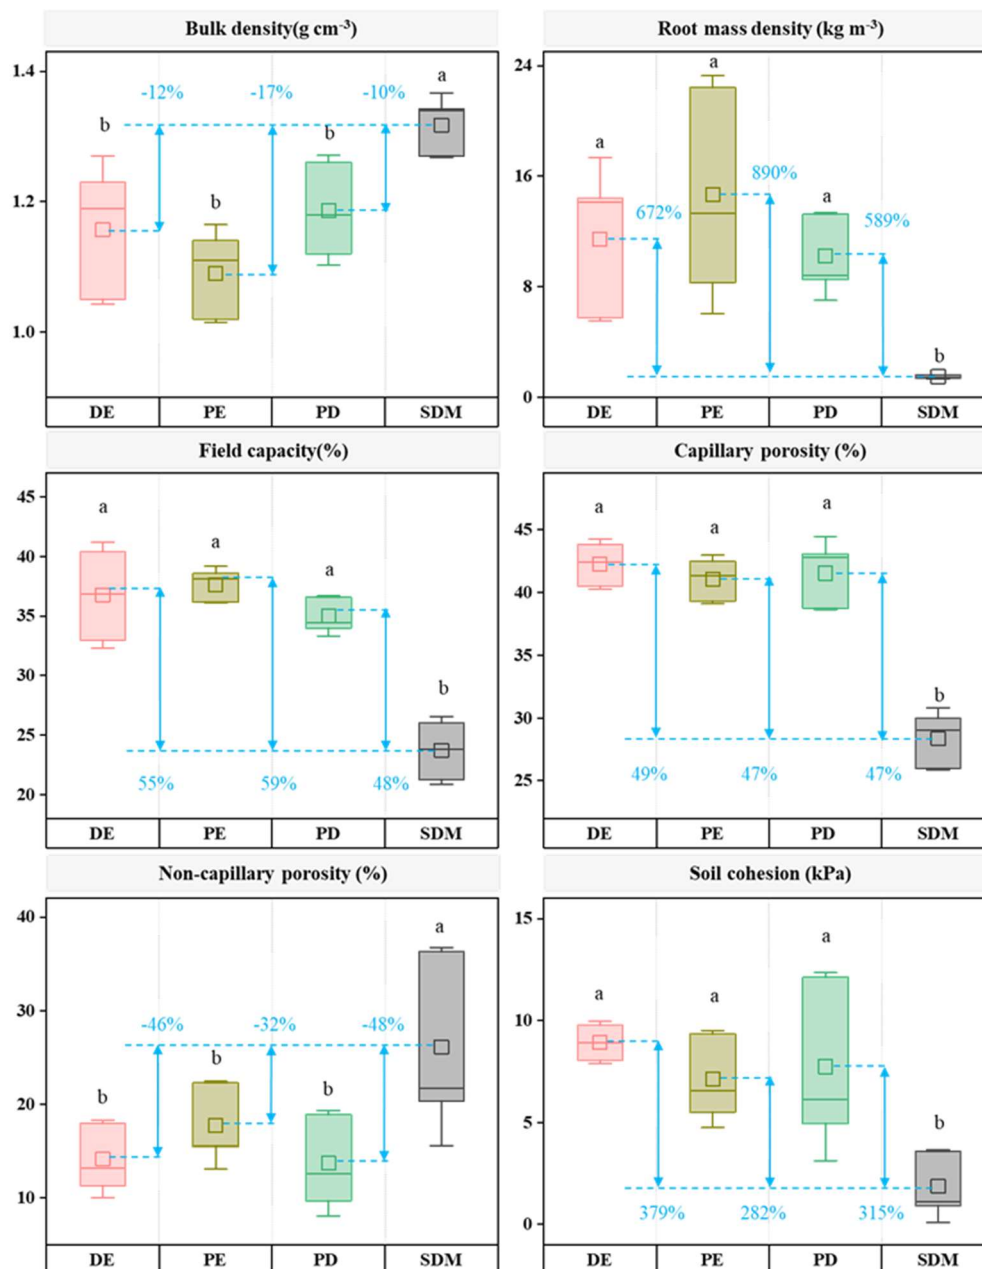 Bulk density(g cm-3)
Root mass density (kg m-3)
1.4
1.2
1.0
-12%
-17%
-10%
b
b
b
a
DE PE PD SDM
24
16
8
0
a
a
a
b
672%
890%
589%
DE PE PD SDM
Field capacity(%)
Capillary porosity (%)
45
40
35
30
25
20
a
a
a
b
55%
59%
48%
DE PE PD SDM
45
40
35
30
25
a
a
a
b
49%
47%
47%
DE PE PD SDM
Non-capillary porosity (%)
Soil cohesion (kPa)
40
30
20
10
-46%
-32%
-48%
b
b
b
a
DE PE PD SDM
15
10
5
0
a
a
a
b
379%
282%
315%
DE PE PD SDM